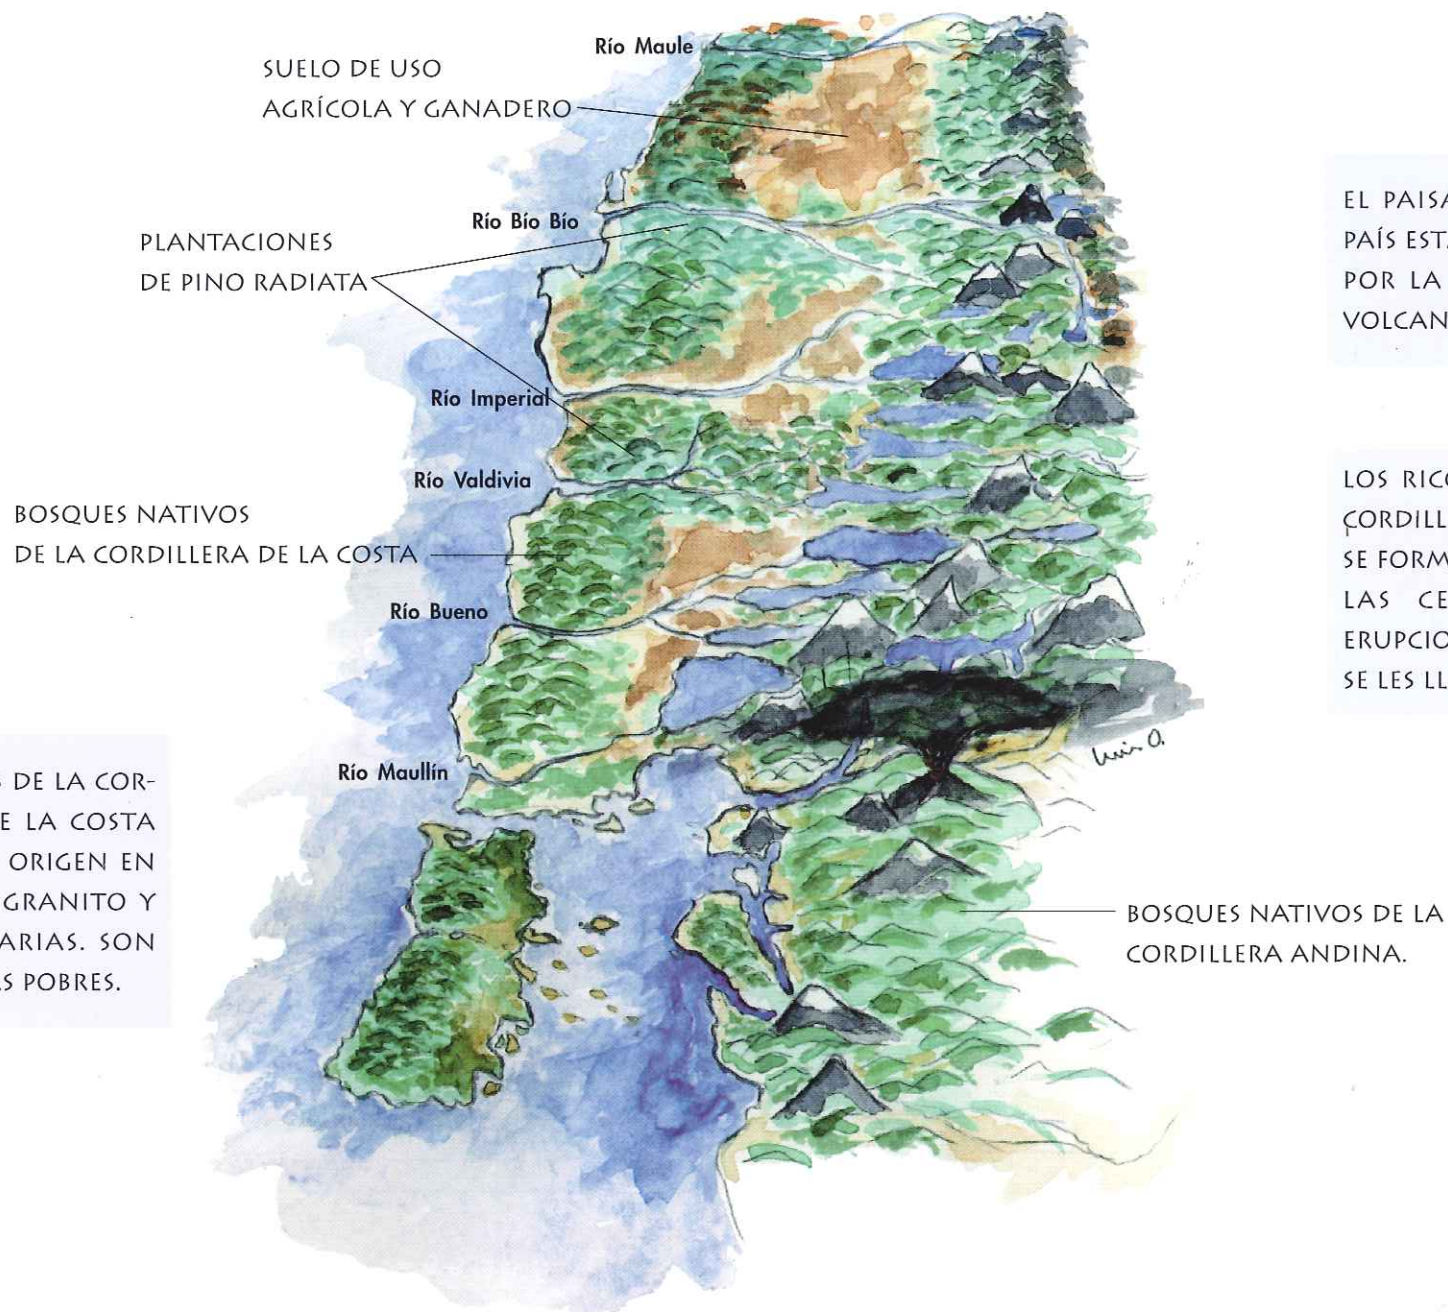 Río Maule
SUELO DE USO
AGRÍCOLA Y GANADERO
Río Bío Bío
PLANTACIONES
DE PINO RADIATA
Río Imperial
Río Valdivia
BOSQUES NATIVOS
DE LA CORDILLERA DE LA COSTA
Río Bueno
Río Maullín
DE LA COR-
E LA COSTA
ORIGEN EN
GRANITO Y
ARIAS. SON
S POBRES.
EL PAISA
PAÍS EST
POR LA
VOLCAN
LOS RICO
CORDILL
SE FORM
LAS CE
ERUPCIO
SE LES LL
Luis O.
BOSQUES NATIVOS DE LA
CORDILLERA ANDINA.